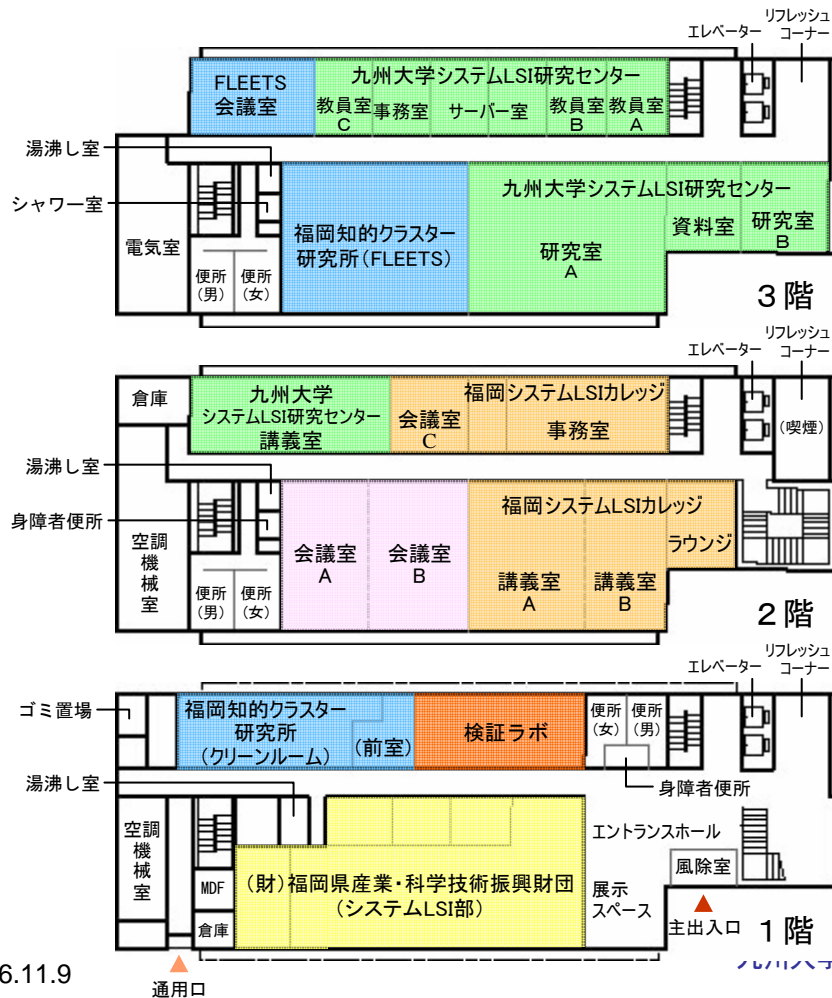 リフレッシュ
コーナー
エレベーター
FLEETS
会議室
九州大学システムLSI研究センター
教員室
C
事務室
サーバー室
教員室
B
教員室
A
湯沸し室
シャワー室
電気室
便所
(男)
便所
(女)
福岡知的クラスター
研究所(FLEETS)
九州大学システムLSI研究センター
研究室
A
資料室
研究室
B
3階
リフレッシュ
コーナー
エレベーター
倉庫
九州大学
システムLSI研究センター
講義室
会議室
C
福岡システムLSIカレッジ
事務室
(喫煙)
湯沸し室
身障者便所
空調
機
械
室
便所
(男)
便所
(女)
会議室
A
会議室
B
福岡システムLSIカレッジ
ラウンジ
講義室
A
講義室
B
2階
リフレッシュ
コーナー
エレベーター
ゴミ置場
福岡知的クラスター
研究所
(クリーンルーム)
(前室)
検証ラボ
便所
(女)
便所
(男)
湯沸し室
身障者便所
空調
機
械
室
MDF
倉庫
(財)福岡県産業・科学技術振興財団
(システムLSI部)
エントランスホール
風除室
展示
スペース
主出入口
1階
6.11.9
通用口
九州大学